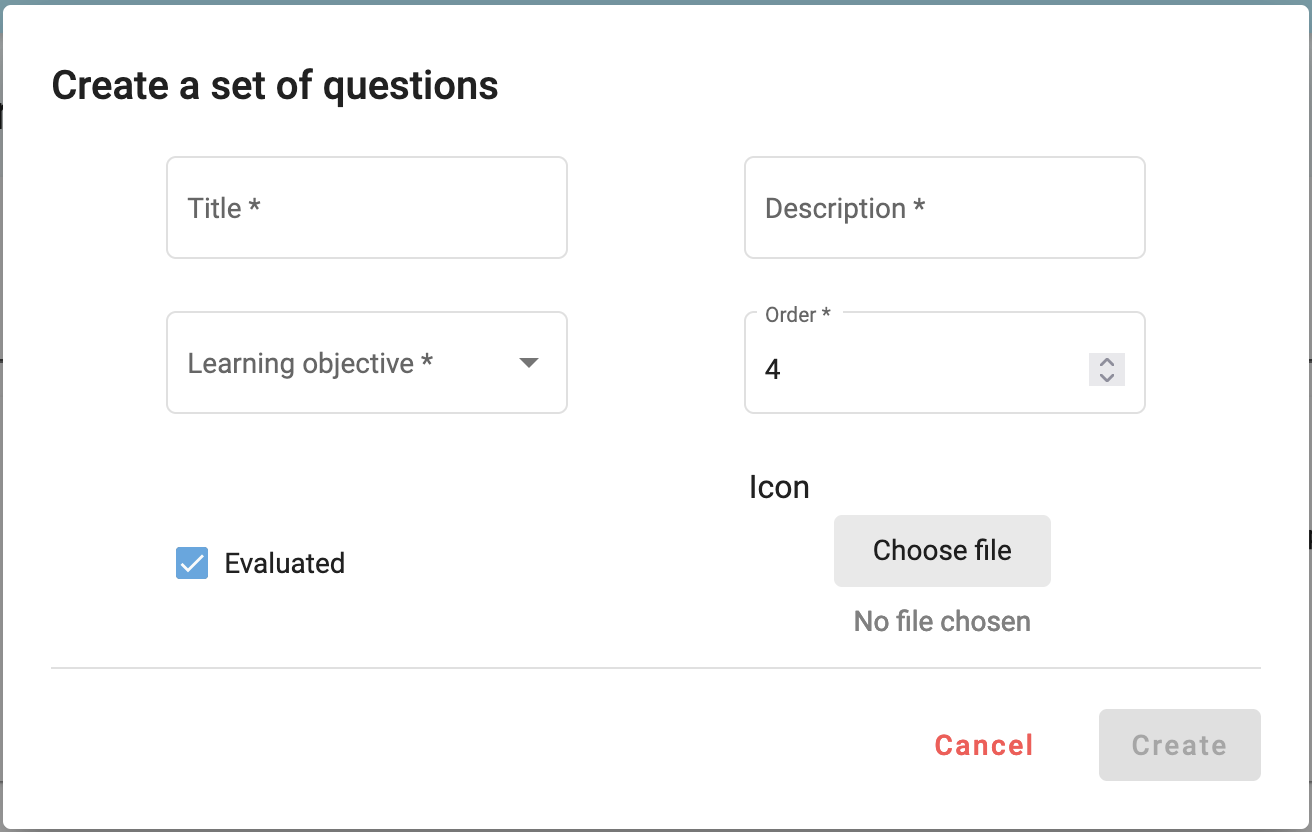 Create a set of questions
Title *
Description *
Learning objective *
Order *
4
Icon
Evaluated
Choose file
No file chosen
Cancel
Create